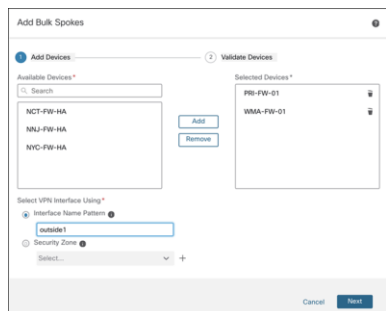 Add Bulk Spokes
1 Add Devices
2 Validate Devices
Available Devices*
Search
NCT-FW-HA
NNJ-FW-HA
NYC-FW-HA
Add
Remove
Selected Devices*
PRI-FW-01
WMA-FW-01
Select VPN Interface Using*
Interface Name Pattern
outside1
Security Zone
Select...
Cancel
Next